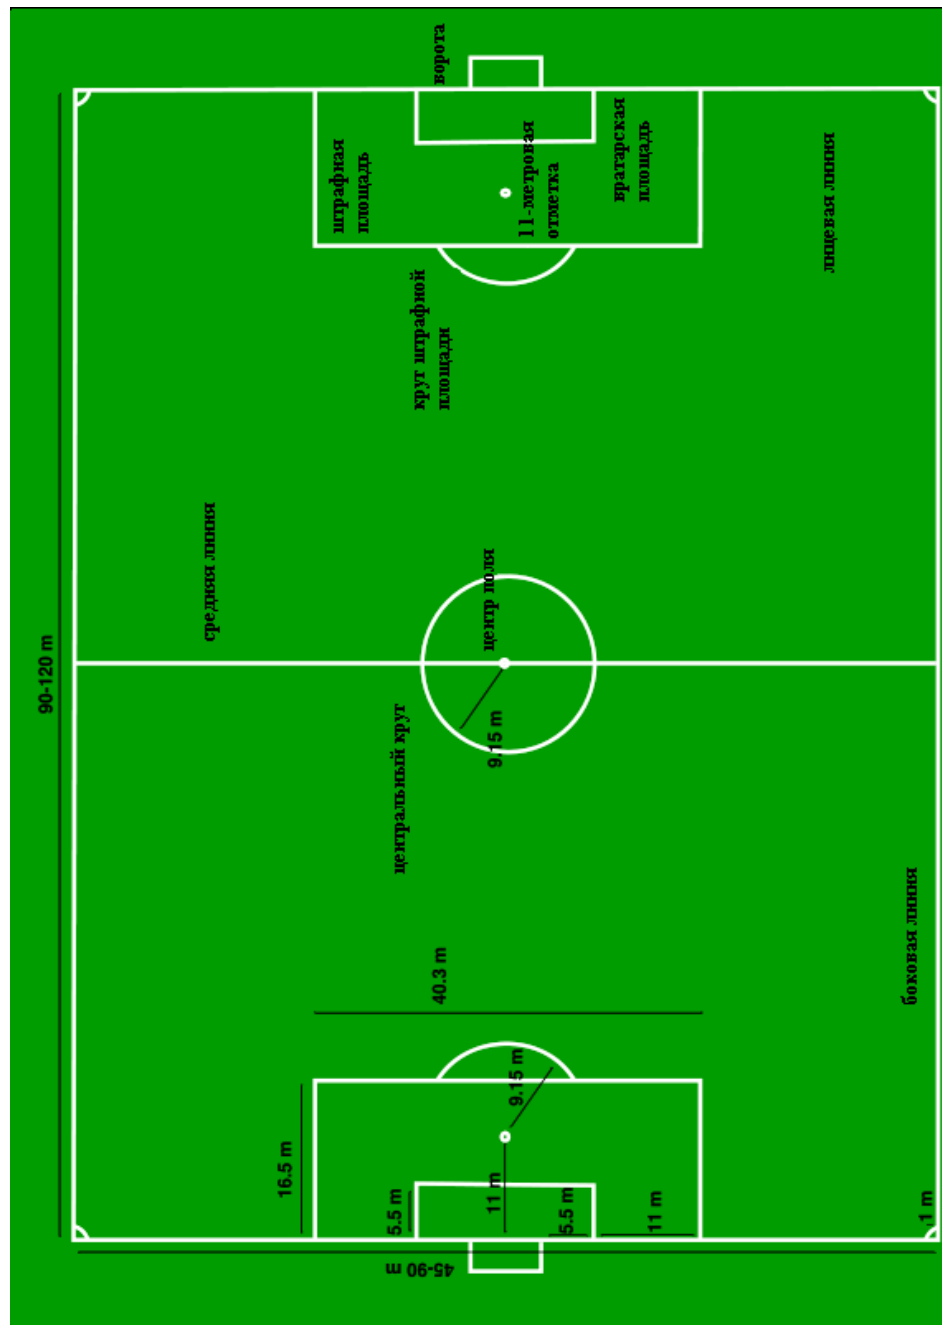 ворота
штрафная
площадь
11-метровая
отметка
вратарская
площадь
лицевая линия
круг штрафной
площади
средняя линия
центр поля
90-120 m
9.15 m
центральный круг
боковая линия
40.3 m
9.15 m
16.5 m
5.5 m
11 m
5.5 m
11 m
1 m
45-90 m